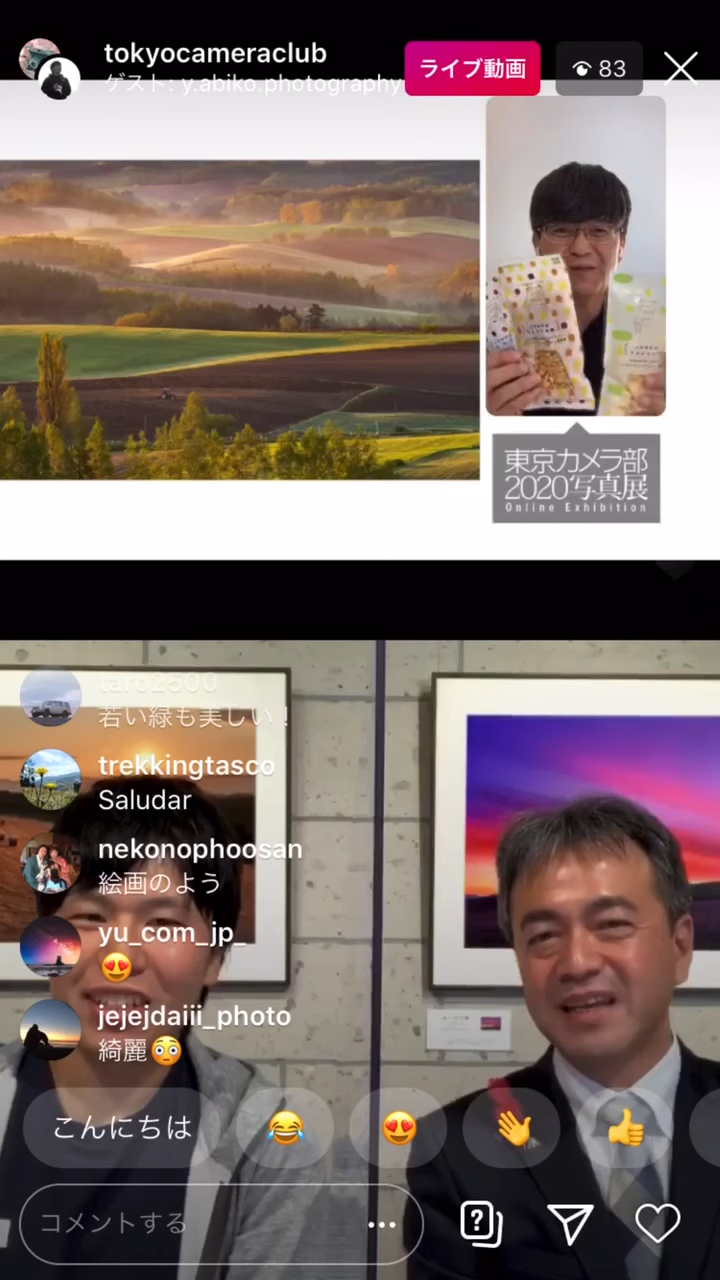 tokyocameraclub
ゲスト: y.abiko.photography
ライブ動画
83
東京カメラ部
2020写真展
Online Exhibition
taro2500
若い緑も美しい！
trekkingtasco
Saludar
nekonophoosan
絵画のよう
yu_com_jp_
😍
jejejdaiii_photo
綺麗😳
こんにちは
コメントする